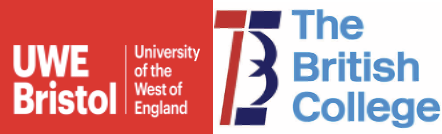 UWE
Bristol
University
of the
West of
England
The
British
College